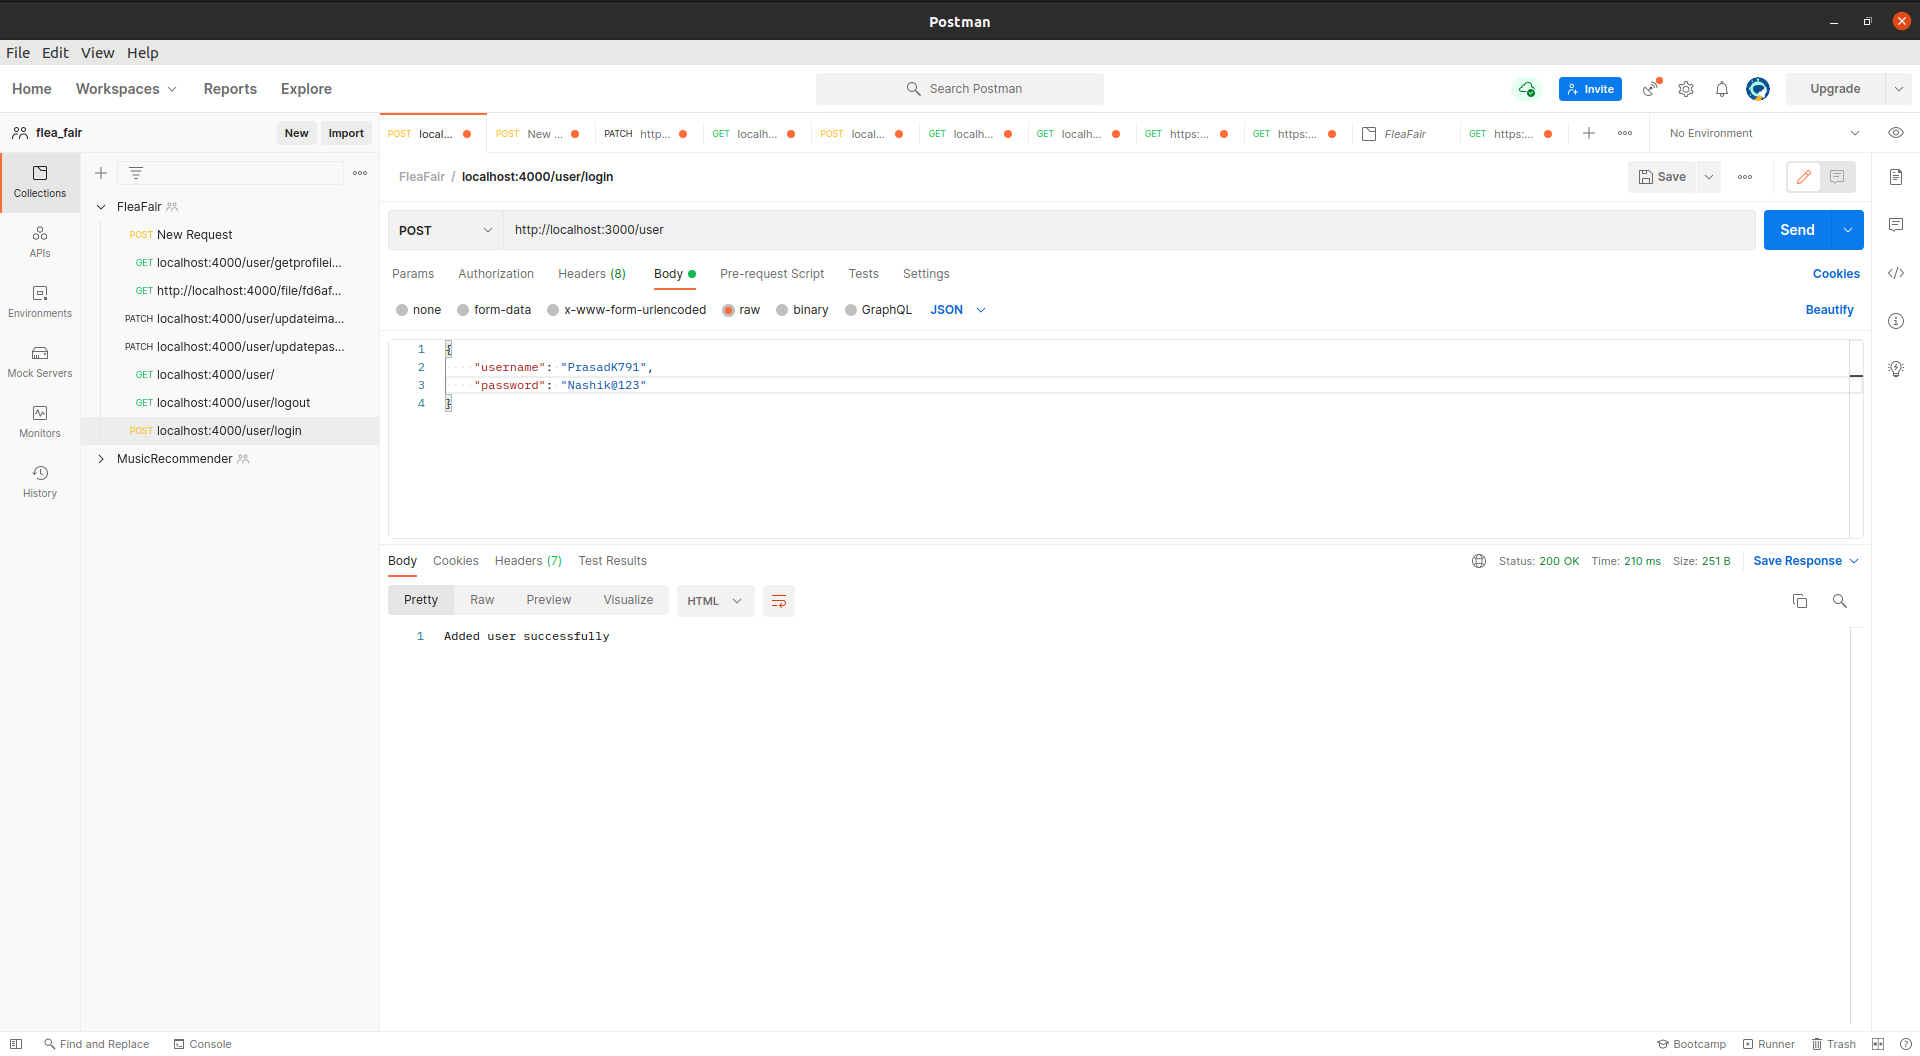 Postman
File Edit View Help
Home Workspaces Reports Explore Search Postman Invite Upgrade
flea_fair New Import
POST local... POST New ... PATCH http... GET localh... POST local... GET localh... GET localh... GET https:... GET https:... FleaFair GET https:... No Environment
Collections
APIs
Environments
Mock Servers
Monitors
History
FleaFair
POST New Request
GET localhost:4000/user/getprofilei...
GET http://localhost:4000/file/fd6af...
PATCH localhost:4000/user/updateima...
PATCH localhost:4000/user/updatepas...
GET localhost:4000/user/
GET localhost:4000/user/logout
POST localhost:4000/user/login
MusicRecommender
FleaFair / localhost:4000/user/login Save
POST http://localhost:3000/user Send
Params Authorization Headers (8) Body Pre-request Script Tests Settings Cookies
none form-data x-www-form-urlencoded raw binary GraphQL JSON Beautify
1 {
2 "username": "PrasadK791",
3 "password": "Nashik@123"
4 }
Body Cookies Headers (7) Test Results Status: 200 OK Time: 210 ms Size: 251 B Save Response
Pretty Raw Preview Visualize HTML
1 Added user successfully
Find and Replace Console Bootcamp Runner Trash